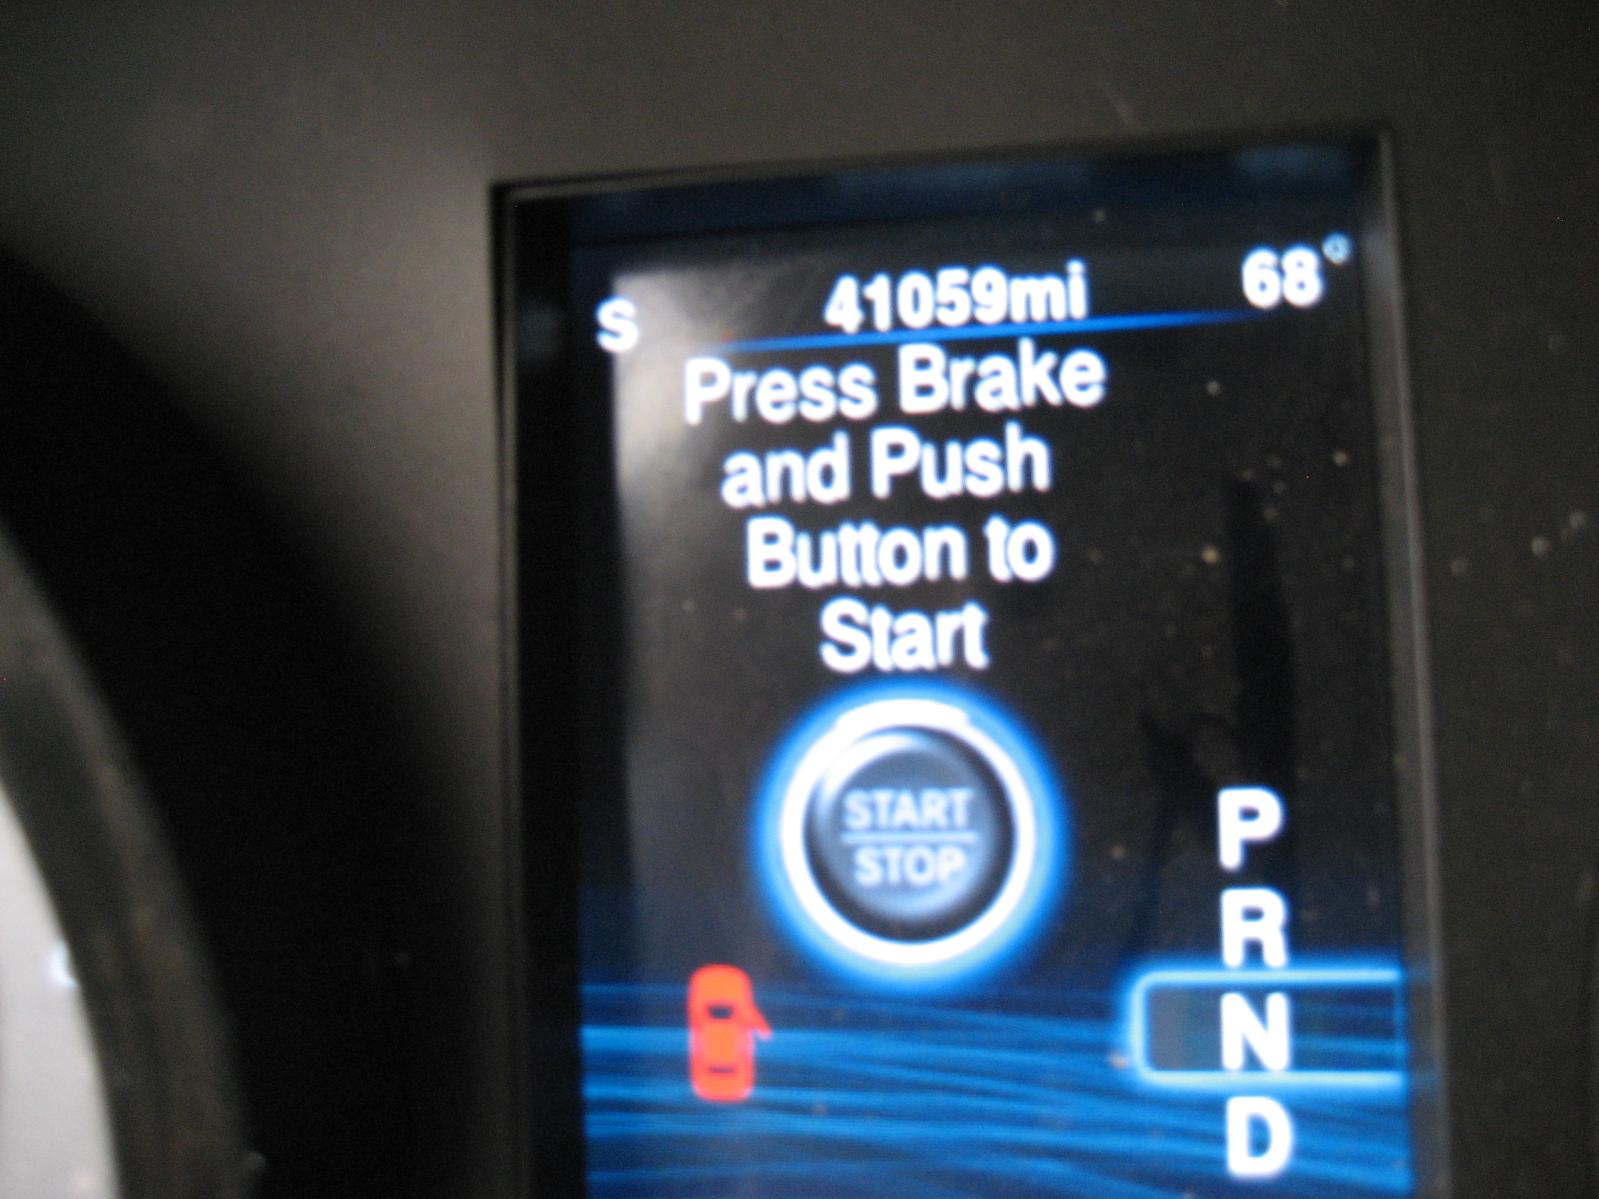 S 41059mi 68°
Press Brake
and Push
Button to
Start
START
STOP
P
R
N
D